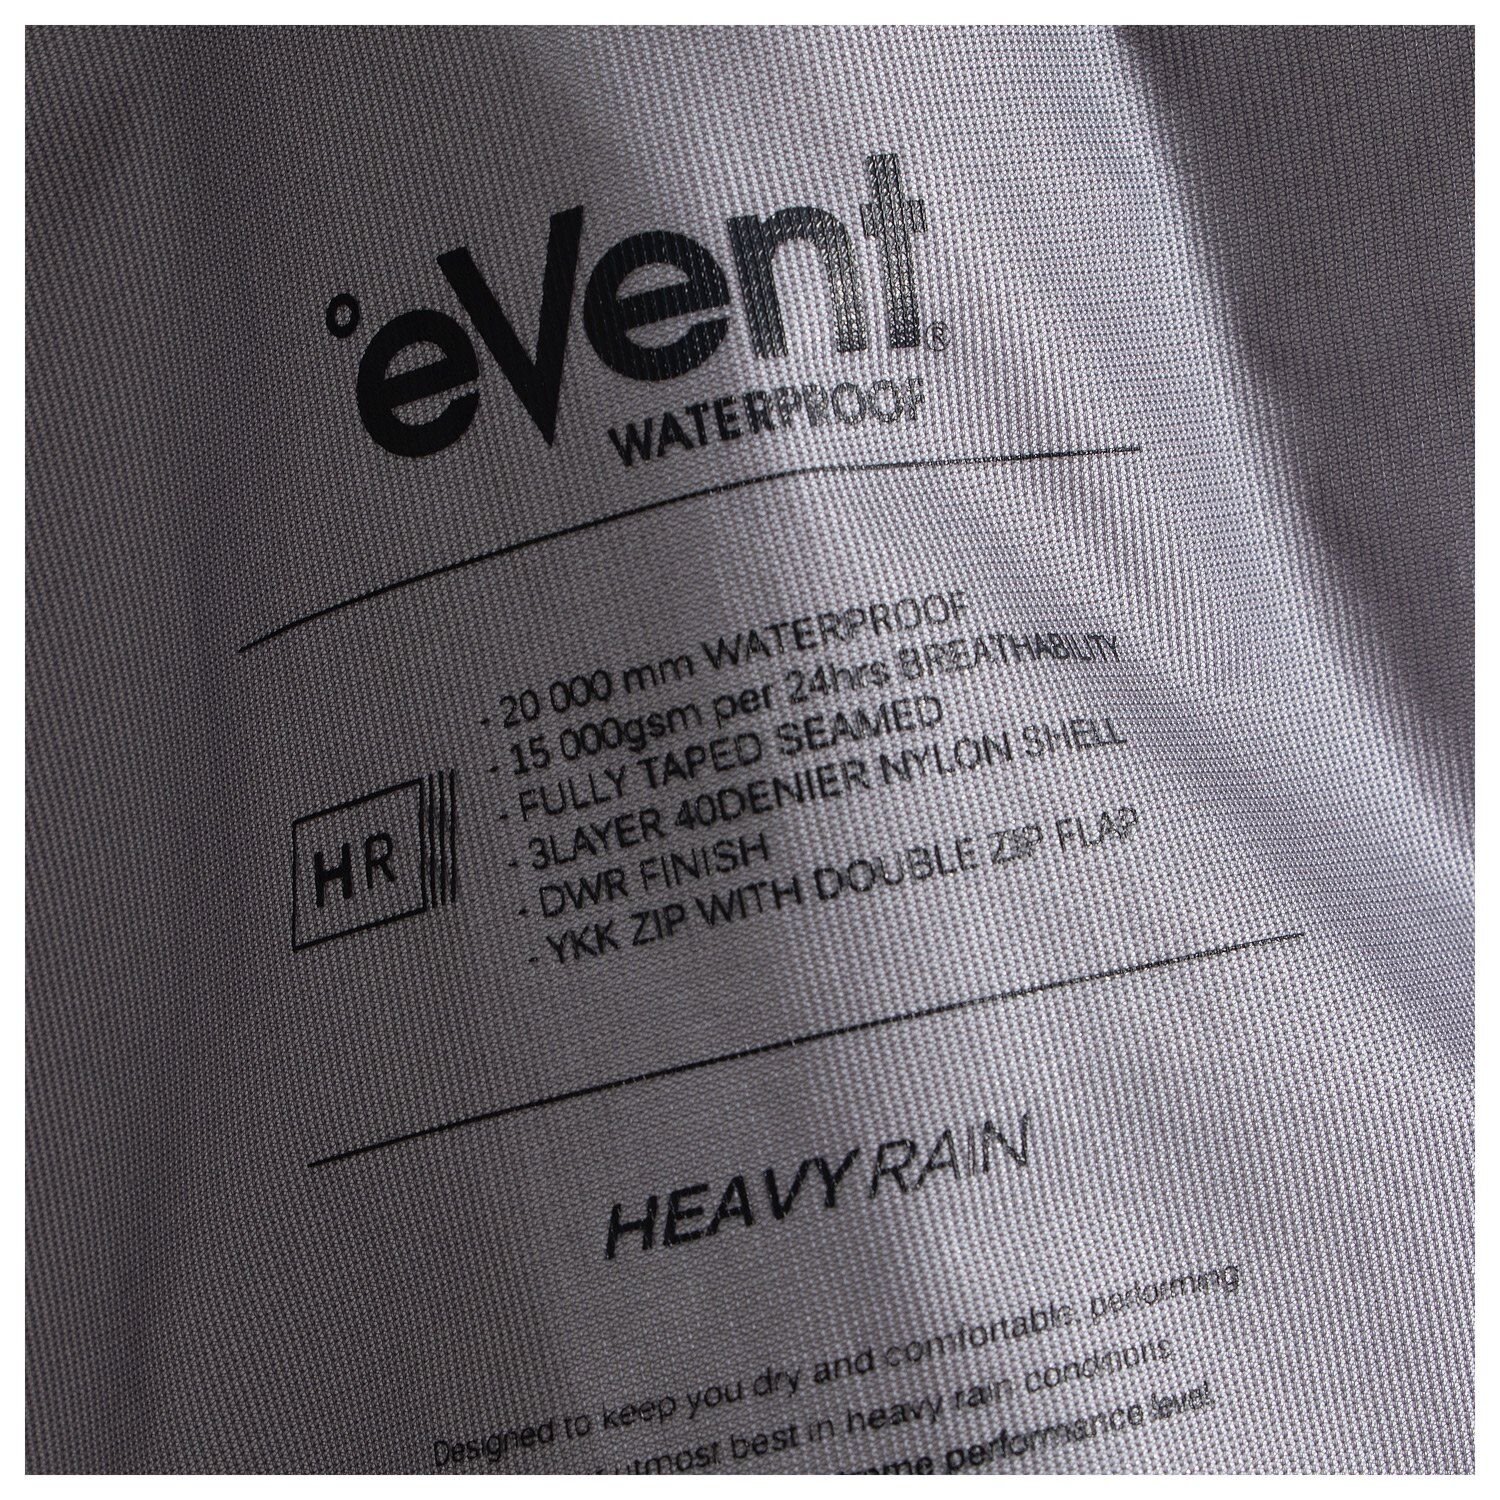 °eVent®
WATERPROOF
- 20 000 mm WATERPROOF
- 15 000gsm per 24hrs BREATHABILITY
- FULLY TAPED SEAMED
- 3LAYER 40DENIER NYLON SHELL
- DWR FINISH
- YKK ZIP WITH DOUBLE ZIP FLAP
HR
HEAVYRAIN
Designed to keep you dry and comfortable, performing
utmost best in heavy rain conditions
performance level